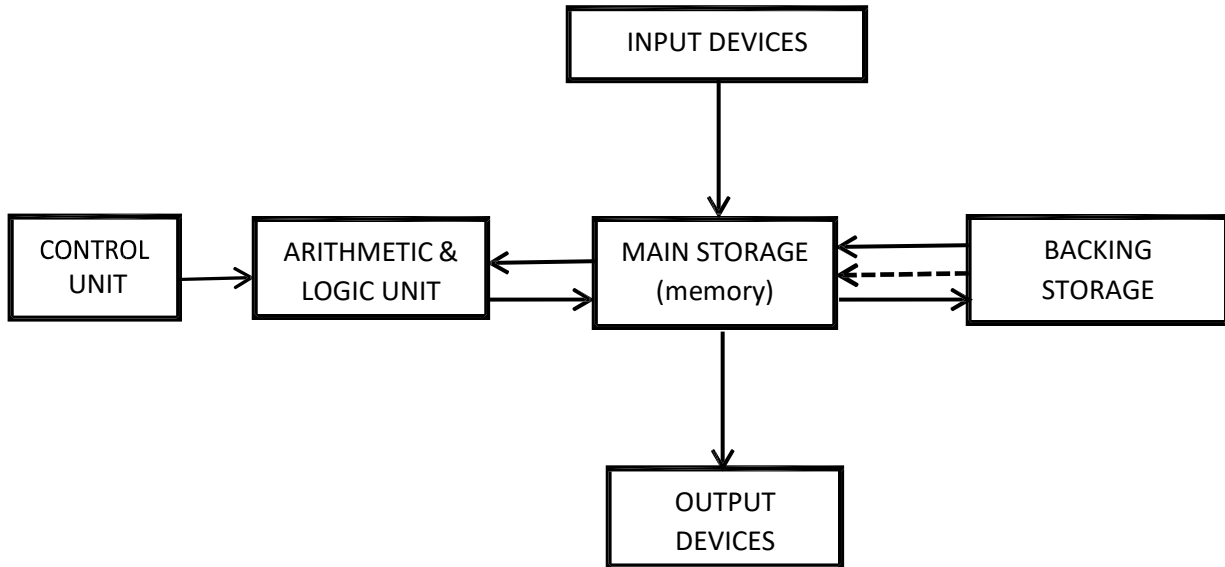 INPUT DEVICES
CONTROL
UNIT
ARITHMETIC &
LOGIC UNIT
MAIN STORAGE
(memory)
BACKING
STORAGE
OUTPUT
DEVICES